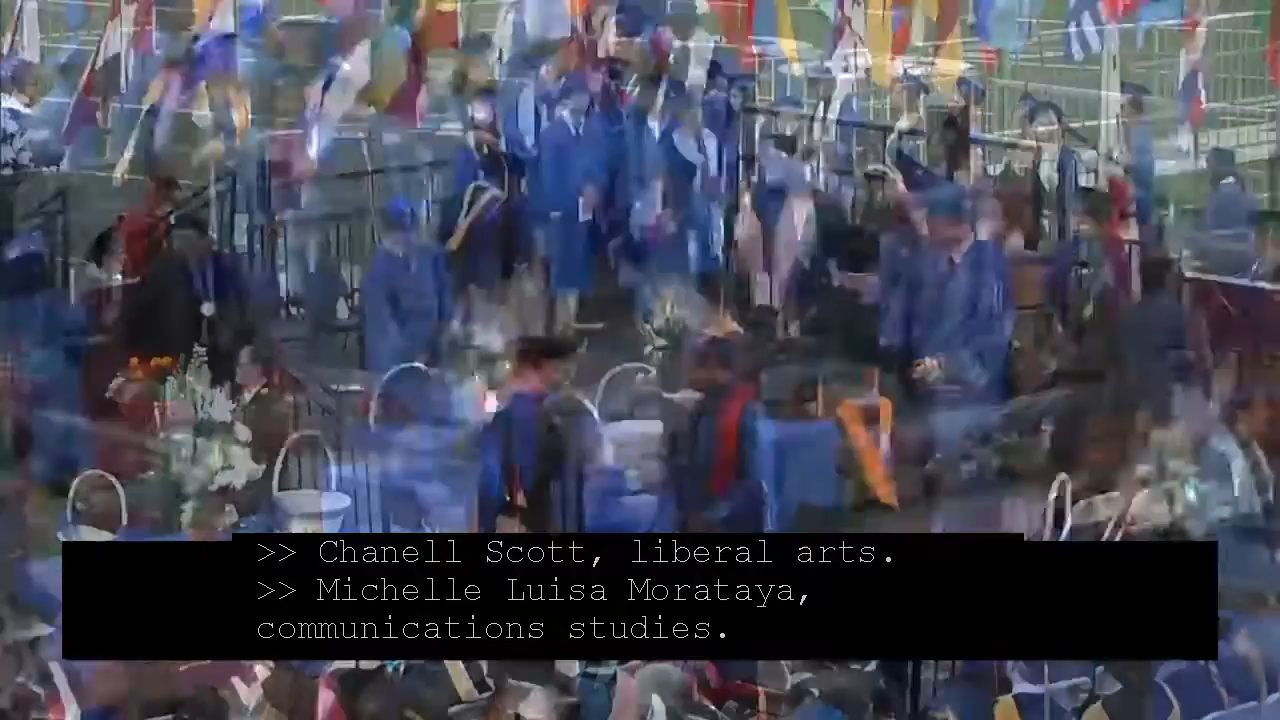 >> Chanell Scott, liberal arts.
>> Michelle Luisa Morataya,
communications studies.